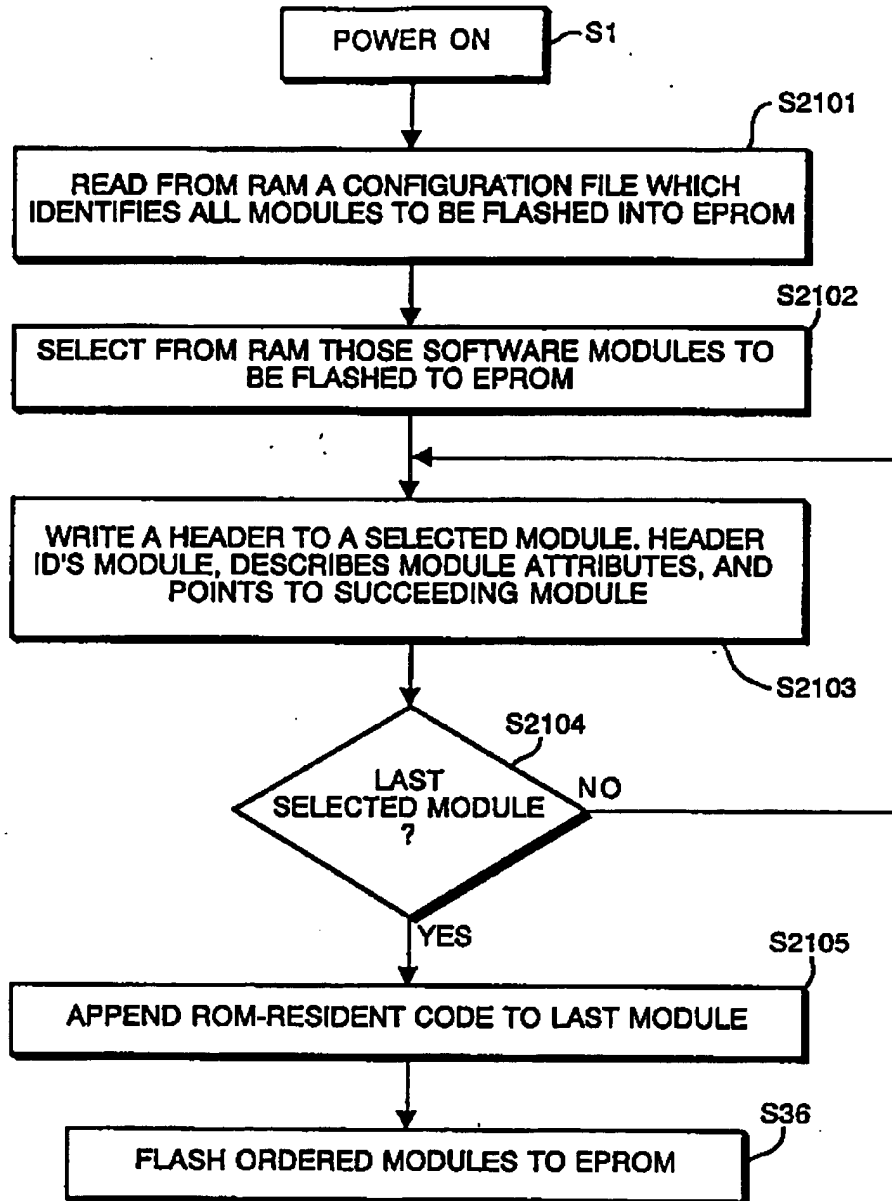 POWER ON
S1
S2101
READ FROM RAM A CONFIGURATION FILE WHICH
IDENTIFIES ALL MODULES TO BE FLASHED INTO EPROM
S2102
SELECT FROM RAM THOSE SOFTWARE MODULES TO
BE FLASHED TO EPROM
WRITE A HEADER TO A SELECTED MODULE. HEADER
ID'S MODULE, DESCRIBES MODULE ATTRIBUTES, AND
POINTS TO SUCCEEDING MODULE
S2103
S2104
LAST
SELECTED MODULE
?
NO
YES
S2105
APPEND ROM-RESIDENT CODE TO LAST MODULE
S36
FLASH ORDERED MODULES TO EPROM